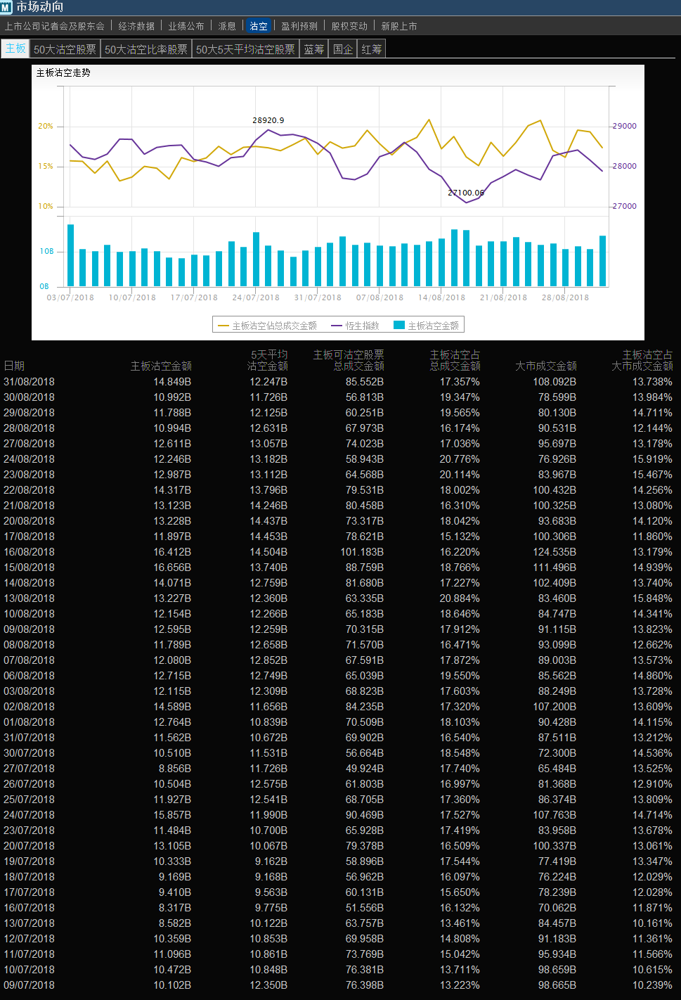 M 市场动向
上市公司记者会及股东会 | 经济数据 | 业绩公布 | 派息 | 沽空 | 盈利预测 | 股权变动 | 新股上市
主板 50大沽空股票 50大沽空比率股票 50大5天平均沽空股票 蓝筹 国企 红筹
主板沽空走势
28920.9
20% 29000
15% 28000
27100.06
10% 27000
10B
0B
03/07/2018 10/07/2018 17/07/2018 24/07/2018 31/07/2018 07/08/2018 14/08/2018 21/08/2018 28/08/2018
主板沽空佔总成交金额 恆生指数 主板沽空金额
5天平均 主板可沽空股票 主板沽空占 主板沽空占
日期 主板沽空金额 沽空金额 总成交金额 总成交金额 大市成交金额 大市成交金额
31/08/2018 14.849B 12.247B 85.552B 17.357% 108.092B 13.738%
30/08/2018 10.992B 11.726B 56.813B 19.347% 78.599B 13.984%
29/08/2018 11.788B 12.125B 60.251B 19.565% 80.130B 14.711%
28/08/2018 10.994B 12.631B 67.973B 16.174% 90.531B 12.144%
27/08/2018 12.611B 13.057B 74.023B 17.036% 95.697B 13.178%
24/08/2018 12.246B 13.182B 58.943B 20.776% 76.926B 15.919%
23/08/2018 12.987B 13.112B 64.568B 20.114% 83.967B 15.467%
22/08/2018 14.317B 13.796B 79.531B 18.002% 100.432B 14.256%
21/08/2018 13.123B 14.246B 80.458B 16.310% 100.325B 13.080%
20/08/2018 13.228B 14.437B 73.317B 18.042% 93.683B 14.120%
17/08/2018 11.897B 14.453B 78.621B 15.132% 100.306B 11.860%
16/08/2018 16.412B 14.504B 101.183B 16.220% 124.535B 13.179%
15/08/2018 16.656B 13.740B 88.759B 18.766% 111.496B 14.939%
14/08/2018 14.071B 12.759B 81.680B 17.227% 102.409B 13.740%
13/08/2018 13.227B 12.360B 63.335B 20.884% 83.460B 15.848%
10/08/2018 12.154B 12.266B 65.183B 18.646% 84.747B 14.341%
09/08/2018 12.595B 12.259B 70.315B 17.912% 91.115B 13.823%
08/08/2018 11.789B 12.658B 71.570B 16.471% 93.099B 12.662%
07/08/2018 12.080B 12.852B 67.591B 17.872% 89.003B 13.573%
06/08/2018 12.715B 12.749B 65.039B 19.550% 85.562B 14.860%
03/08/2018 12.115B 12.309B 68.823B 17.603% 88.249B 13.728%
02/08/2018 14.589B 11.656B 84.235B 17.320% 107.200B 13.609%
01/08/2018 12.764B 10.839B 70.509B 18.103% 90.428B 14.115%
31/07/2018 11.562B 10.672B 69.902B 16.540% 87.511B 13.212%
30/07/2018 10.510B 11.531B 56.664B 18.548% 72.300B 14.536%
27/07/2018 8.856B 11.726B 49.924B 17.740% 65.484B 13.525%
26/07/2018 10.504B 12.575B 61.803B 16.997% 81.368B 12.910%
25/07/2018 11.927B 12.541B 68.705B 17.360% 86.374B 13.809%
24/07/2018 15.857B 11.990B 90.469B 17.527% 107.763B 14.714%
23/07/2018 11.484B 10.700B 65.928B 17.419% 83.958B 13.678%
20/07/2018 13.105B 10.067B 79.378B 16.509% 100.337B 13.061%
19/07/2018 10.333B 9.162B 58.896B 17.544% 77.419B 13.347%
18/07/2018 9.169B 9.168B 56.962B 16.097% 76.224B 12.029%
17/07/2018 9.410B 9.563B 60.131B 15.650% 78.239B 12.028%
16/07/2018 8.317B 9.775B 51.556B 16.132% 70.062B 11.871%
13/07/2018 8.582B 10.122B 63.757B 13.461% 84.457B 10.161%
12/07/2018 10.359B 10.853B 69.958B 14.808% 91.183B 11.361%
11/07/2018 11.096B 10.861B 73.769B 15.042% 95.934B 11.566%
10/07/2018 10.472B 10.848B 76.381B 13.711% 98.659B 10.615%
09/07/2018 10.102B 12.350B 76.398B 13.223% 98.665B 10.239%